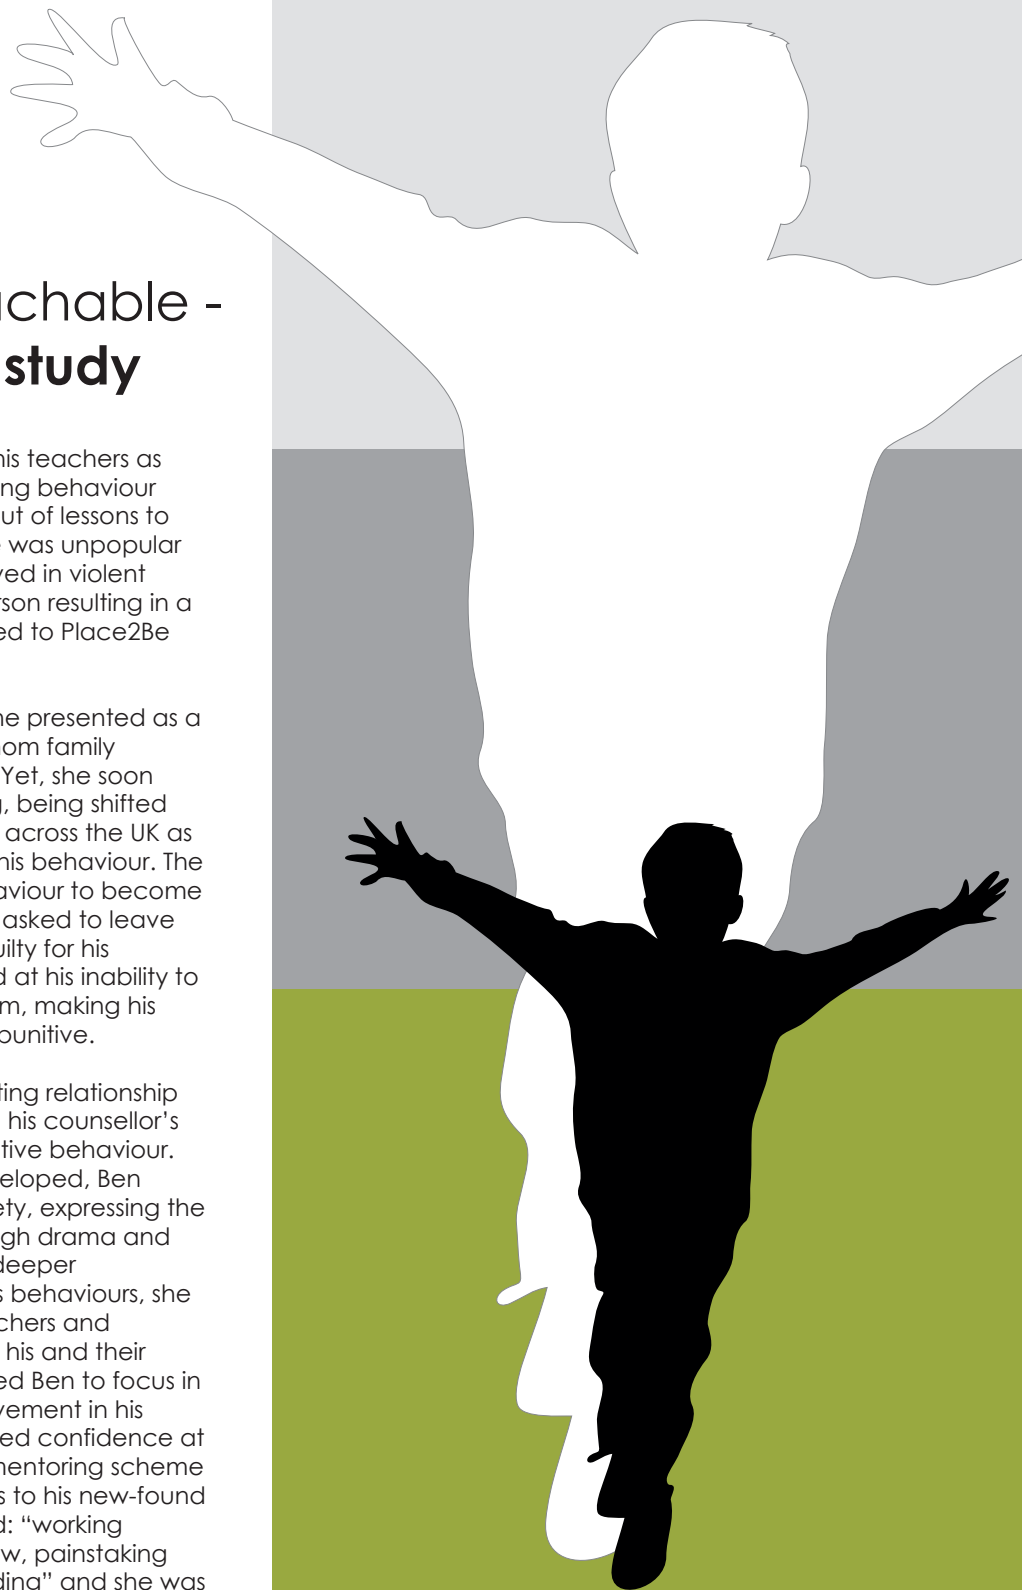 achable -
study
his teachers as
ng behaviour
ut of lessons to
was unpopular
ved in violent
rson resulting in a
ed to Place2Be
he presented as a
hom family
Yet, she soon
g, being shifted
across the UK as
his behaviour. The
aviour to become
asked to leave
uilty for his
d at his inability to
m, making his
punitive.
ting relationship
his counsellor’s
tive behaviour.
eloped, Ben
ety, expressing the
gh drama and
deeper
s behaviours, she
chers and
his and their
ed Ben to focus in
vement in his
ed confidence at
mentoring scheme
s to his new-found
d: “working
w, painstaking
ding” and she was